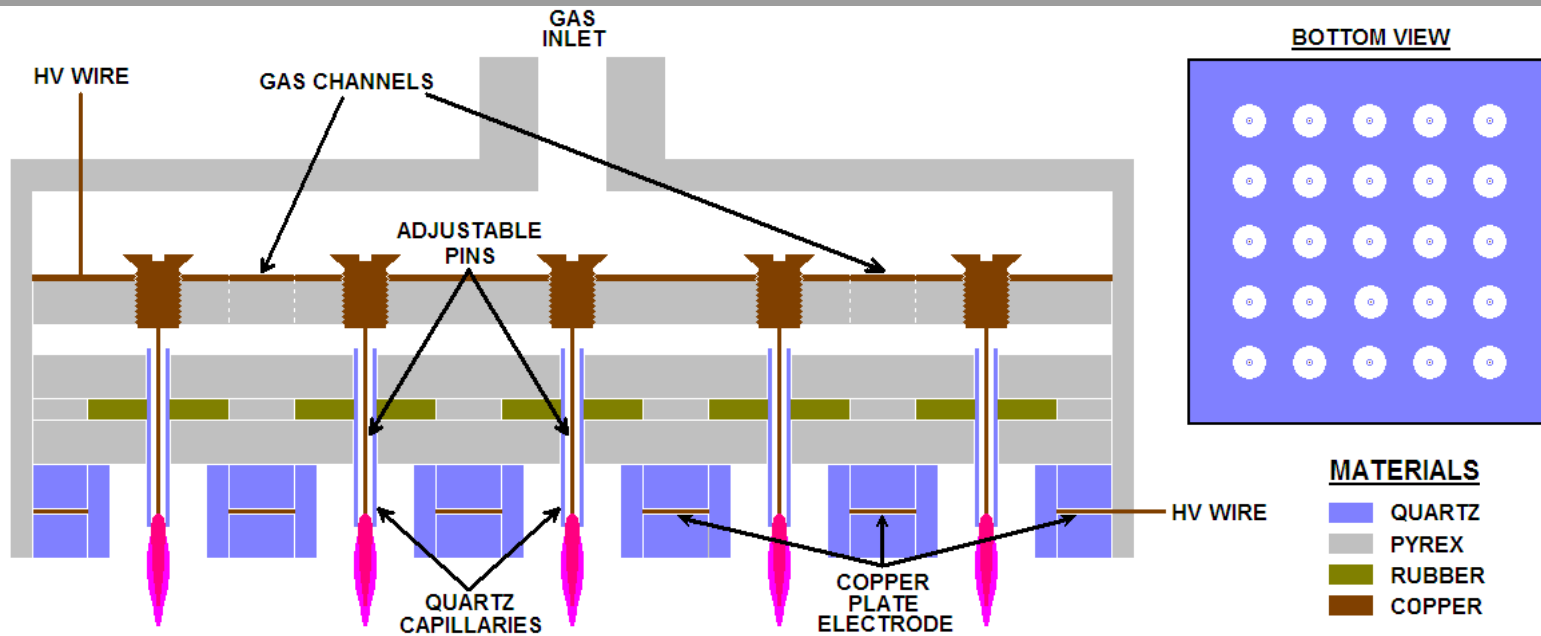 GAS
INLET
BOTTOM VIEW
HV WIRE
GAS CHANNELS
ADJUSTABLE
PINS
MATERIALS
QUARTZ
PYREX
RUBBER
COPPER
HV WIRE
QUARTZ
CAPILLARIES
COPPER
PLATE
ELECTRODE